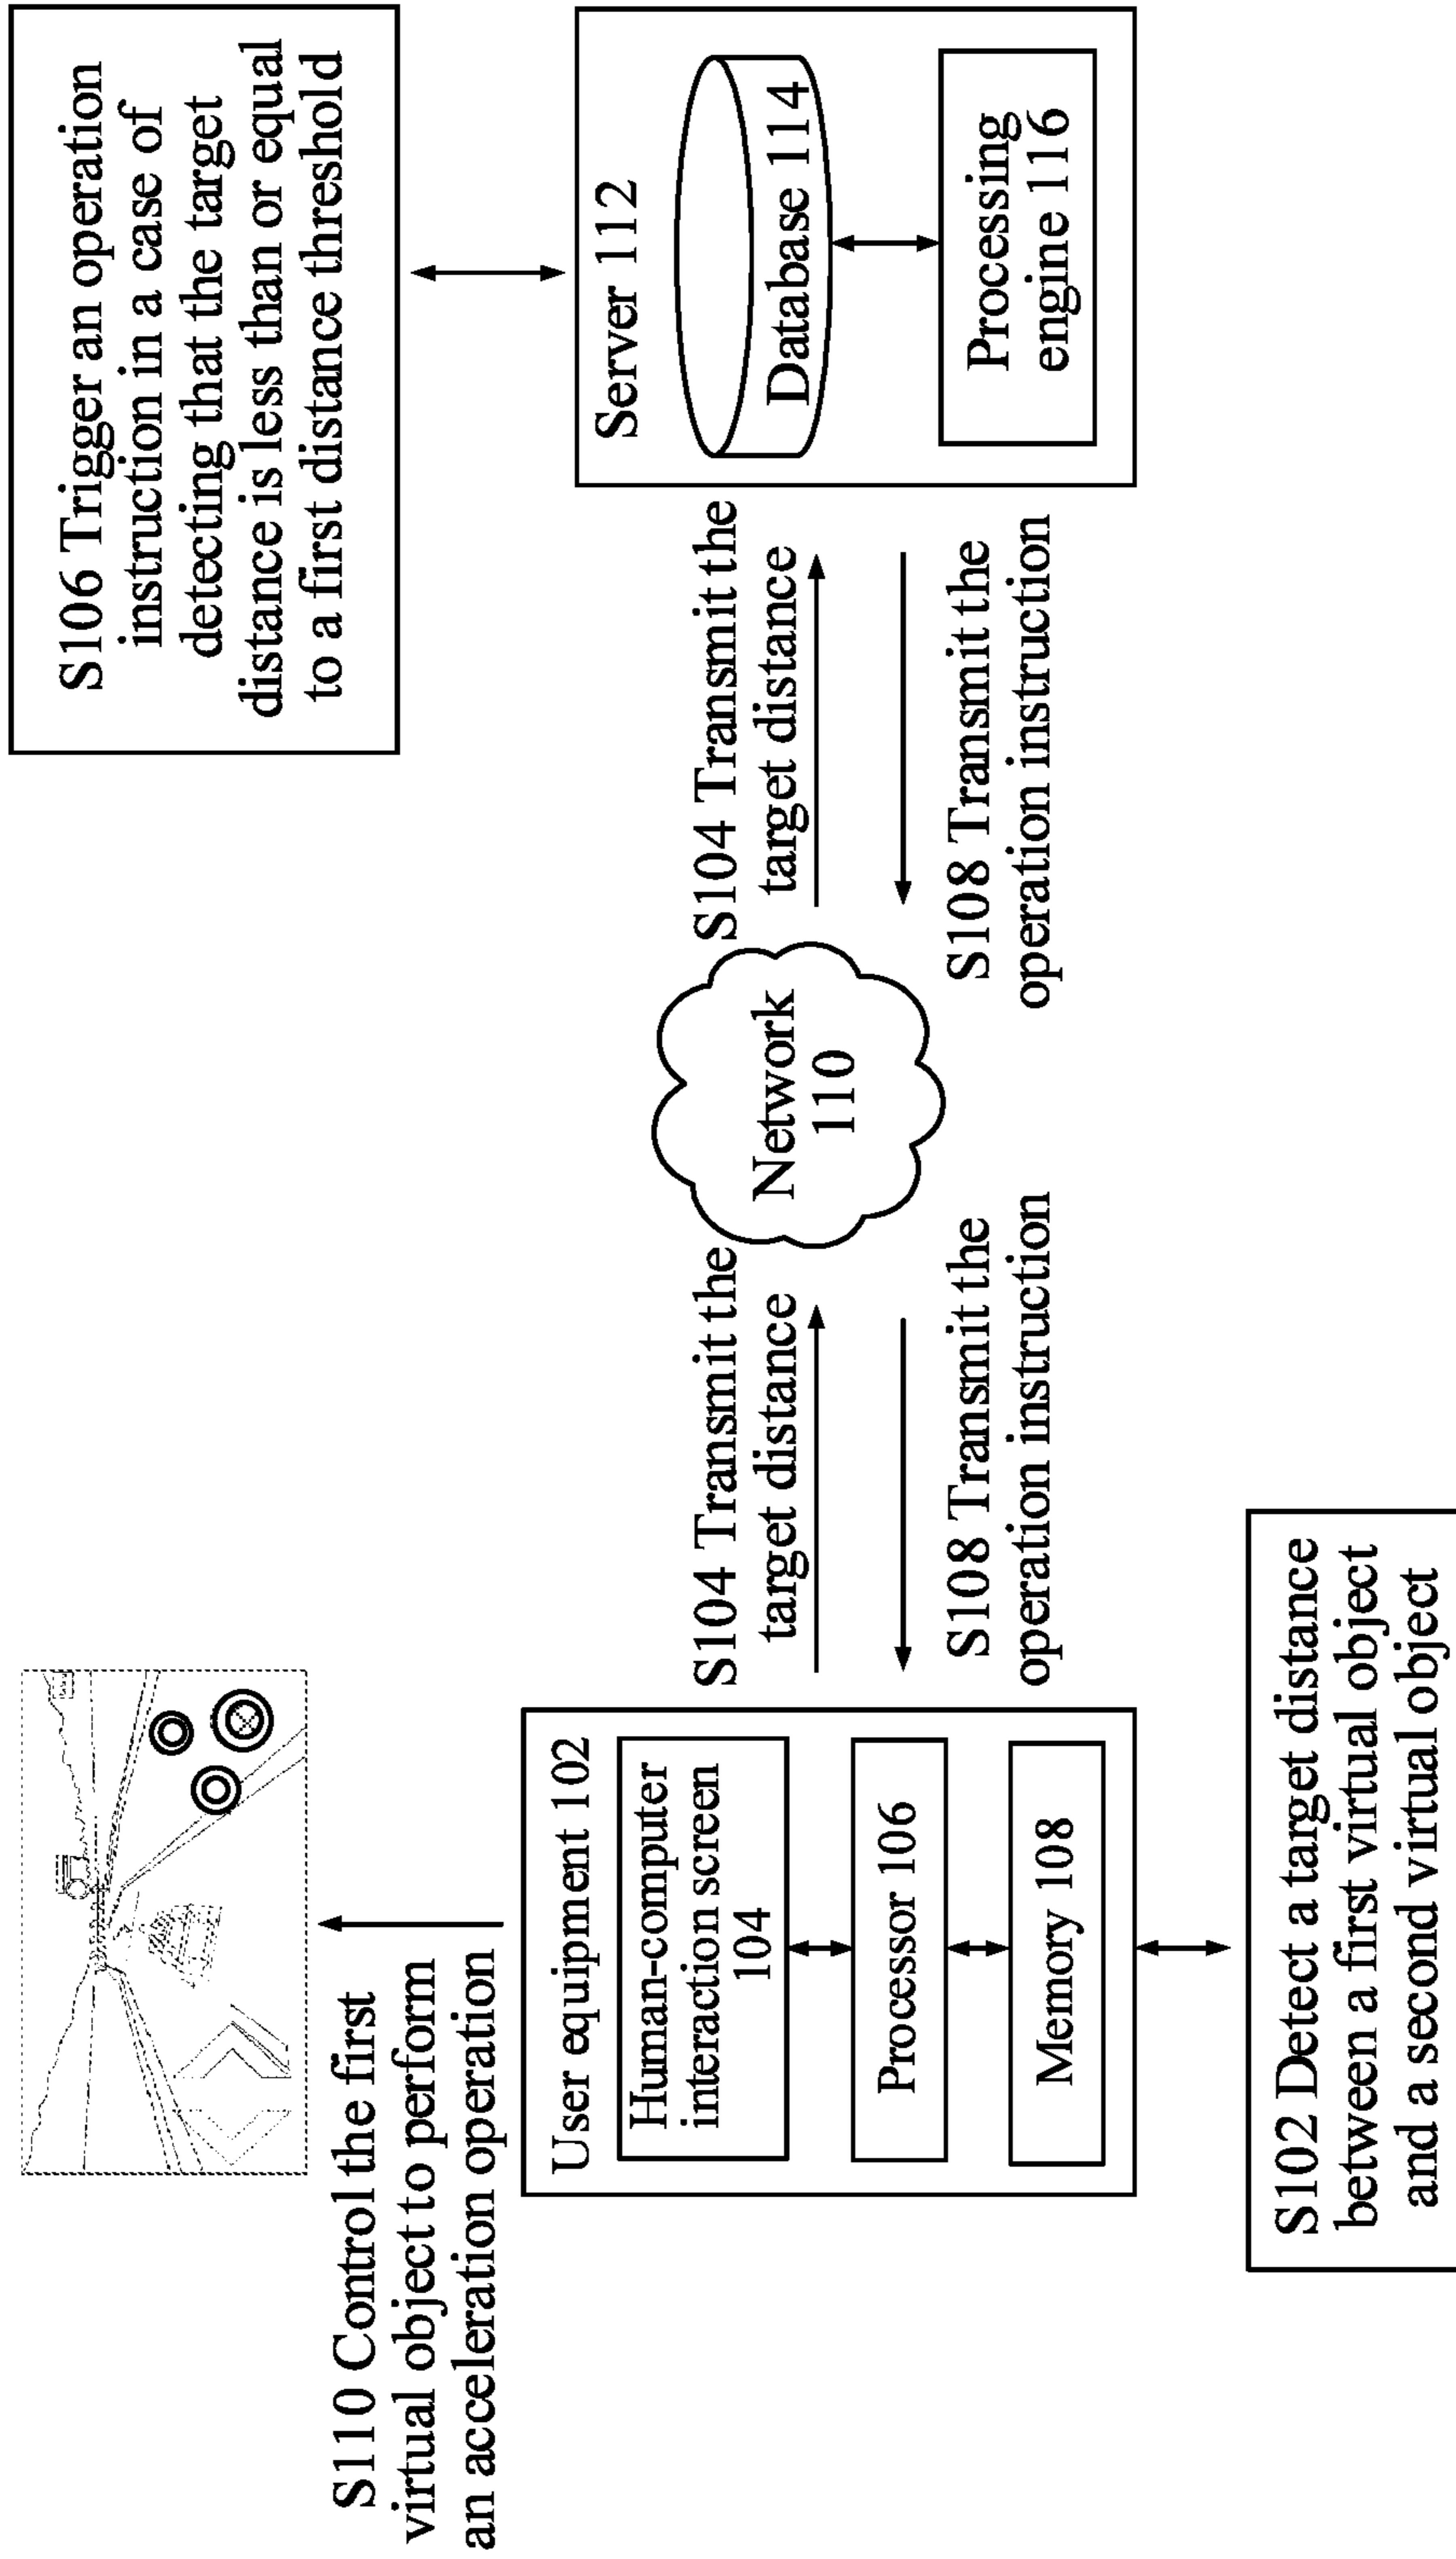 S110 Control the first
virtual object to perform
an acceleration operation
S106 Trigger an operation
instruction in a case of
detecting that the target
distance is less than or equal
to a first distance threshold
User equipment 102
Human-computer
interaction screen
104
Processor 106
Memory 108
S104 Transmit the
target distance
S108 Transmit the
operation instruction
Network
110
S104 Transmit the
target distance
S108 Transmit the
operation instruction
Server 112
Database 114
Processing
engine 116
S102 Detect a target distance
between a first virtual object
and a second virtual object